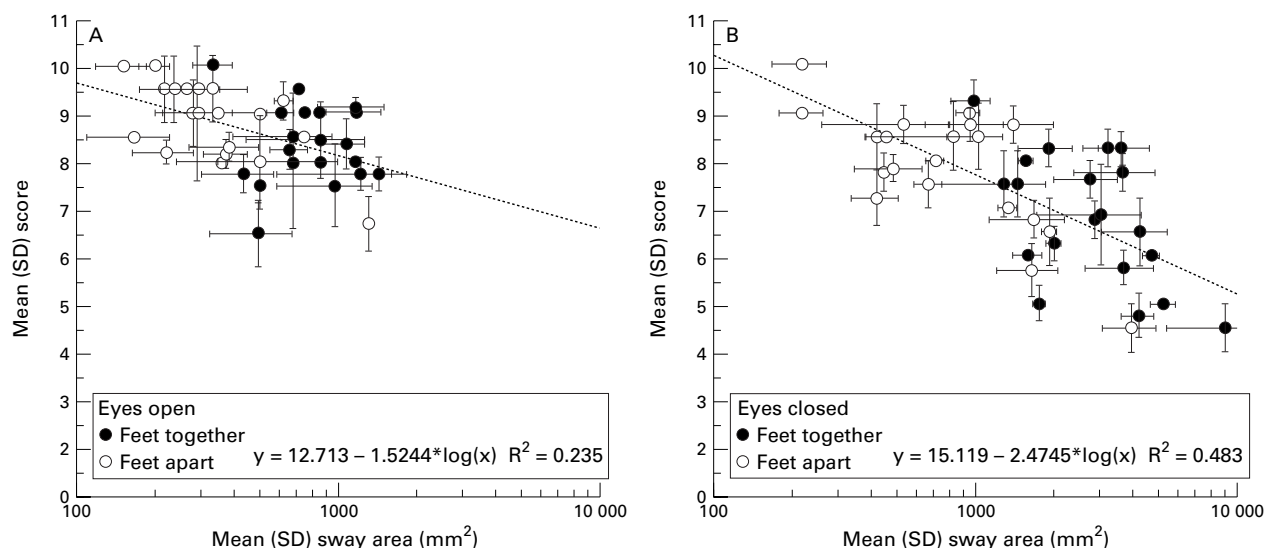 A
Mean (SD) score
11
10
9
8
7
6
5
4
3
2
1
0
Eyes open
Feet together
Feet apart
y = 12.713 – 1.5244*log(x) R² = 0.235
100
1000
10 000
Mean (SD) sway area (mm²)
B
Mean (SD) score
11
10
9
8
7
6
5
4
3
2
1
0
Eyes closed
Feet together
Feet apart
y = 15.119 – 2.4745*log(x) R² = 0.483
100
1000
10 000
Mean (SD) sway area (mm²)